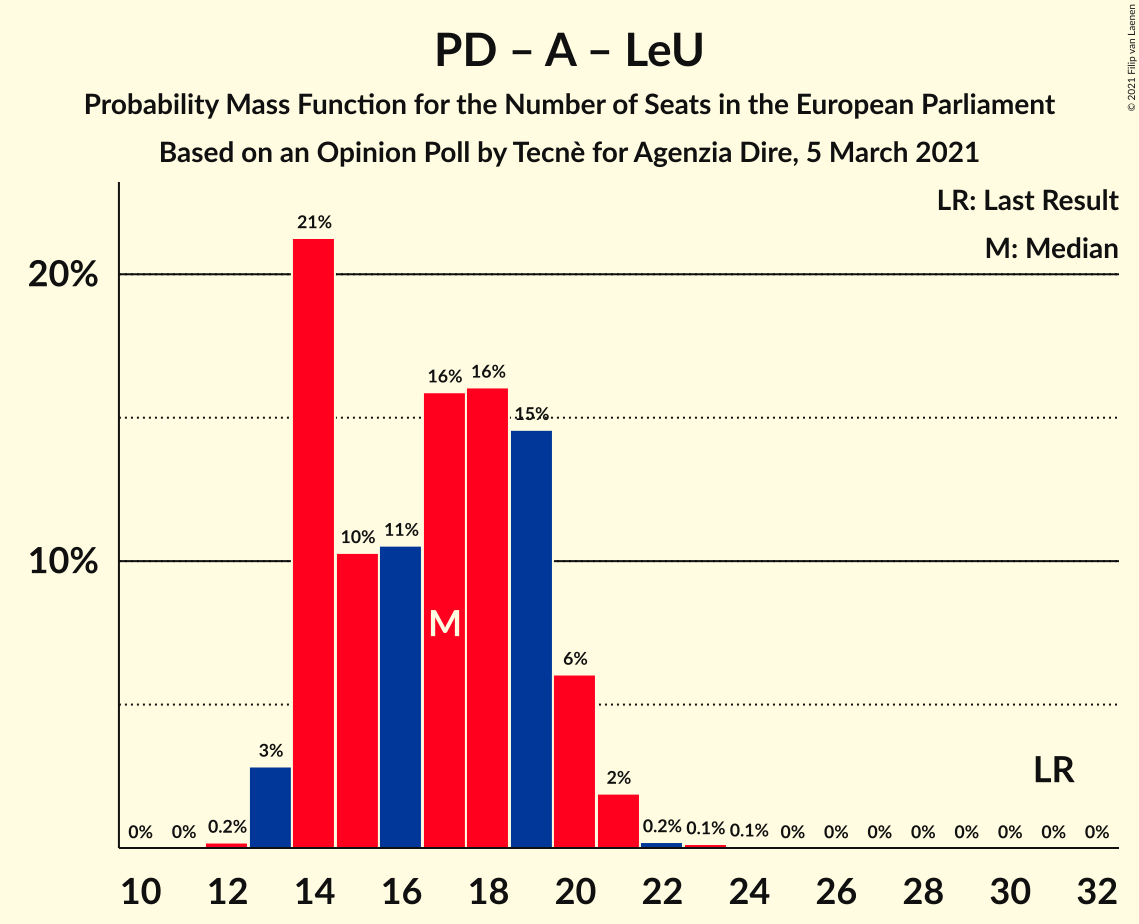 PD – A – LeU
Probability Mass Function for the Number of Seats in the European Parliament
Based on an Opinion Poll by Tecnè for Agenzia Dire, 5 March 2021
© 2021 Filip van Laenen
LR: Last Result
M: Median
20%
10%
0% 0% 0.2% 3% 21% 10% 11% 16% 16% 15% 6% 2% 0.2% 0.1% 0.1% 0% 0% 0% 0% 0% 0% 0% 0%
M
LR
10 12 14 16 18 20 22 24 26 28 30 32